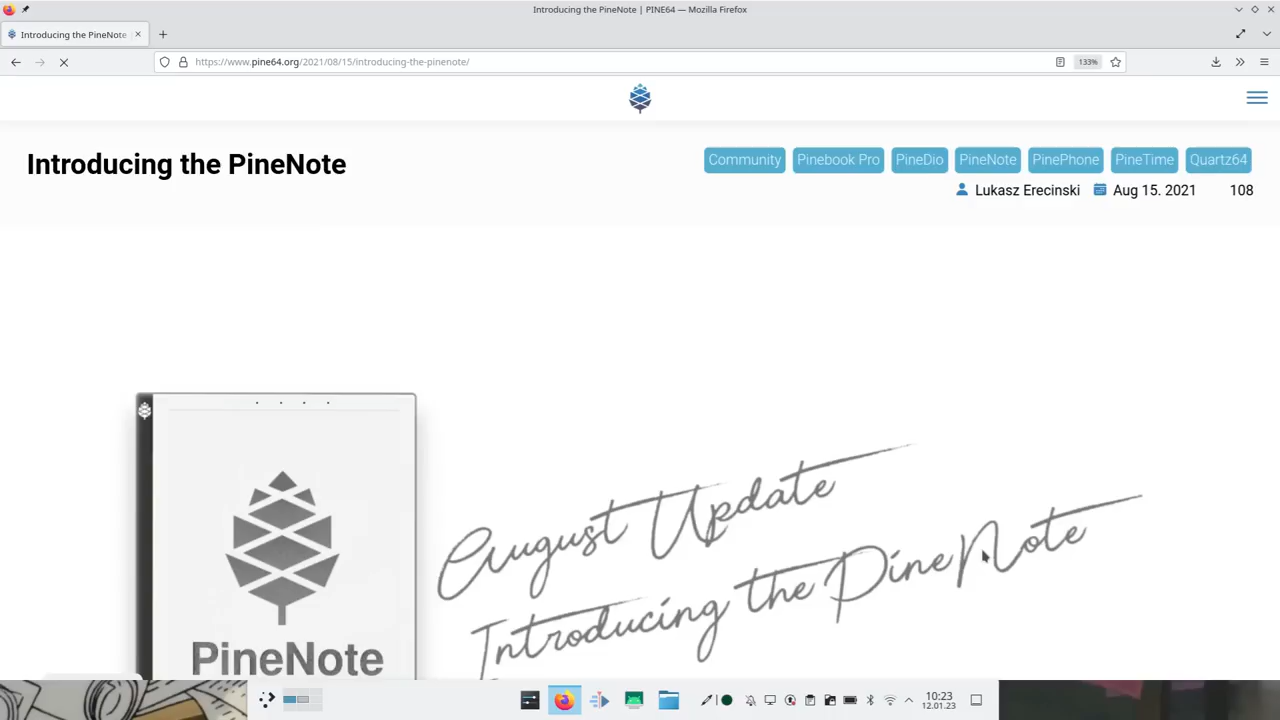 Introducing the PineNote | PINE64 — Mozilla Firefox
Introducing the PineNote
https://www.pine64.org/2021/08/15/introducing-the-pinenote/
133%
Introducing the PineNote
Community Pinebook Pro PineDio PineNote PinePhone PineTime Quartz64
Lukasz Erecinski Aug 15. 2021 108
August Update
Introducing the PineNote
PineNote
10:23
12.01.23